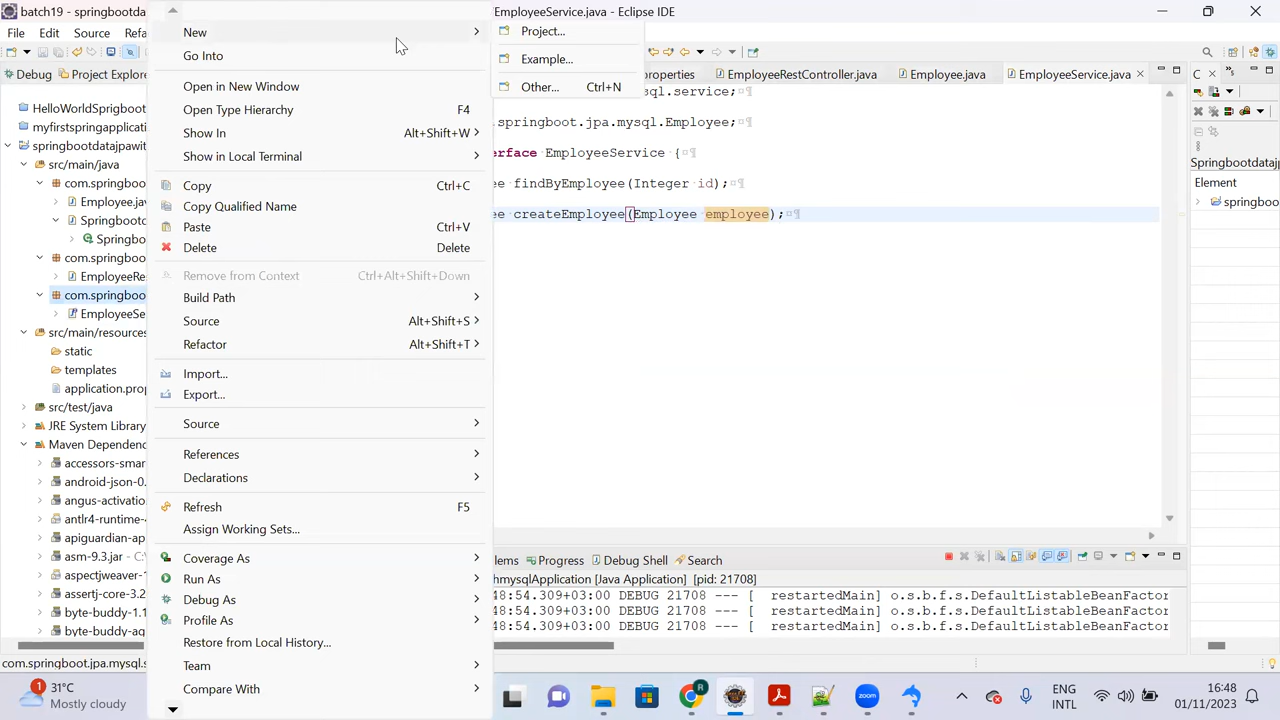 batch19 - springbootda
/EmployeeService.java - Eclipse IDE
File Edit Source Refa
Debug Project Explore
HelloWorldSprigboot
myfirstspringapplica
springbootdatajpawit
src/main/java
com.springboo
Employee.jav
Springbootd
Springbo
com.springboo
EmployeeRe
com.springboo
EmployeeSe
src/main/resources
static
templates
application.prop
src/test/java
JRE System Library
Maven Dependenc
accessors-smar
android-json-0.
angus-activatio
antlr4-runtime-4
apiguardian-ap
asm-9.3.jar - C:\
aspectjweaver-1
assertj-core-3.2
byte-buddy-1.1
byte-buddy-ag
com.springboot.jpa.mysql.s
New
Go Into
Open in New Window
Open Type Hierarchy F4
Show In Alt+Shift+W
Show in Local Terminal
Copy Ctrl+C
Copy Qualified Name
Paste Ctrl+V
Delete Delete
Remove from Context Ctrl+Alt+Shift+Down
Build Path
Source Alt+Shift+S
Refactor Alt+Shift+T
Import...
Export...
Source
References
Declarations
Refresh F5
Assign Working Sets...
Coverage As
Run As
Debug As
Profile As
Restore from Local History...
Team
Compare With
Project...
Example...
Other... Ctrl+N
roperties EmployeeRestController.java Employee.java EmployeeService.java
sql.service;
springboot.jpa.mysql.Employee;
erface EmployeeService {
ee findByEmployee(Integer id);
ee createEmployee(Employee employee);
Springbootdataj
Element
springboo
lems Progress Debug Shell Search
hmysqlApplication [Java Application] [pid: 21708]
48:54.309+03:00 DEBUG 21708 --- [ restartedMain] o.s.b.f.s.DefaultListableBeanFactor
48:54.309+03:00 DEBUG 21708 --- [ restartedMain] o.s.b.f.s.DefaultListableBeanFactor
48:54.309+03:00 DEBUG 21708 --- [ restartedMain] o.s.b.f.s.DefaultListableBeanFactor
1
31°C
Mostly cloudy
R
zoom
ENG
INTL
16:48
01/11/2023